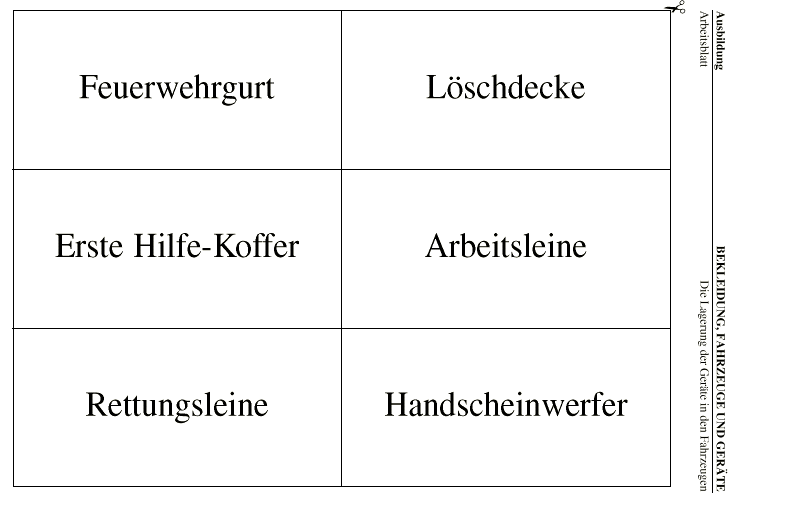 Feuerwehrgurt
Löschdecke
Erste Hilfe-Koffer
Arbeitsleine
Rettungsleine
Handscheinwerfer
Ausbildung
Arbeitsblatt
BEKLEIDUNG, FAHRZEUGE UND GERÄTE
Die Lagerung der Geräte in den Fahrzeugen